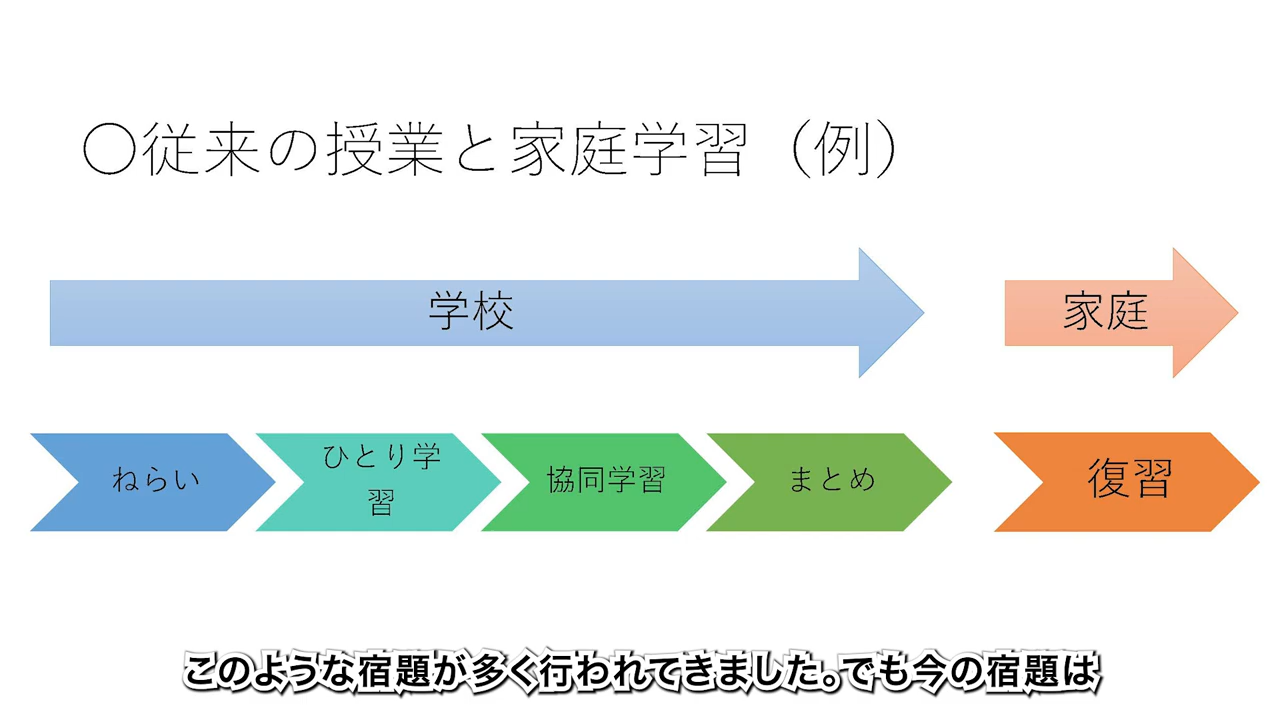 〇従来の授業と家庭学習（例）
学校
家庭
ねらい
ひとり学
習
協同学習
まとめ
復習
このような宿題が多く行われてきました。でも今の宿題は